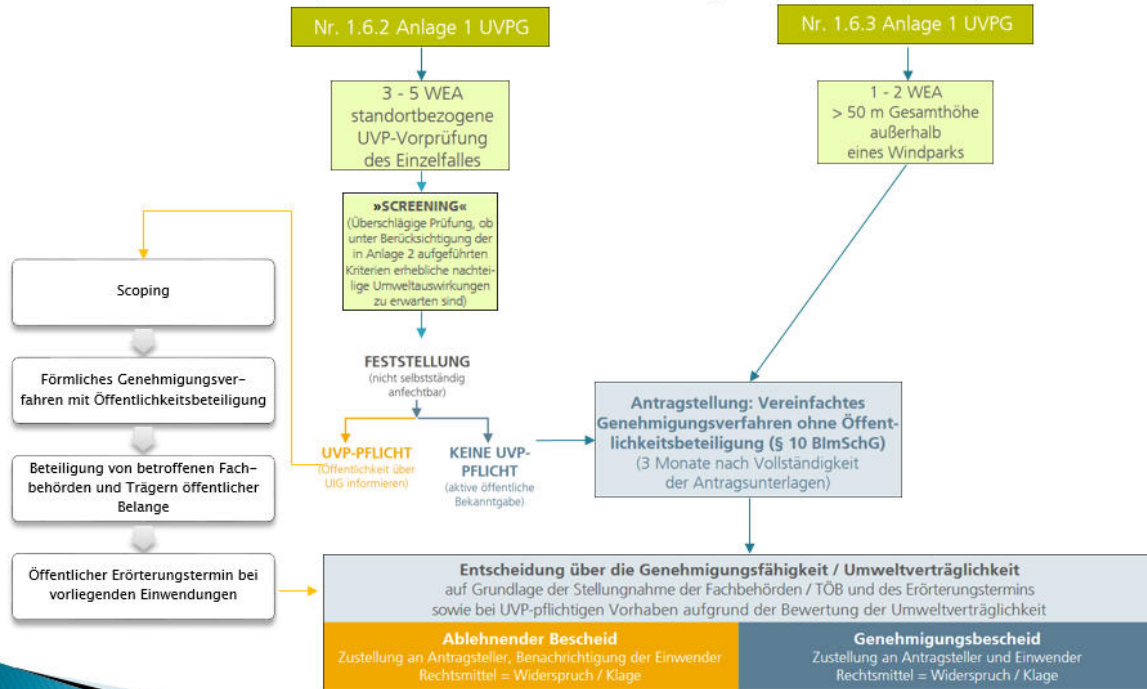 Nr. 1.6.2 Anlage 1 UVPG
Nr. 1.6.3 Anlage 1 UVPG
3 - 5 WEA
standortbezogene
UVP-Vorprüfung
des Einzelfalles
1 - 2 WEA
> 50 m Gesamthöhe
außerhalb
eines Windparks
»SCREENING«
(Überschlägige Prüfung, ob
unter Berücksichtigung der
in Anlage 2 aufgeführten
Kriterien erhebliche nachtei-
lige Umweltauswirkungen
zu erwarten sind)
Scoping
Förmliches Genehmigungsver-
fahren mit Öffentlichkeitsbeteiligung
Beteiligung von betroffenen Fach-
behörden und Trägern öffentlicher
Belange
Öffentlicher Erörterungstermin bei
vorliegenden Einwendungen
FESTSTELLUNG
(nicht selbstständig
anfechtbar)
UVP-PFLICHT
(Öffentlichkeit über
UIG informieren)
KEINE UVP-
PFLICHT
(aktive öffentliche
Bekanntgabe)
Antragstellung: Vereinfachtes
Genehmigungsverfahren ohne Öffent-
lichkeitsbeteiligung (§ 10 BImSchG)
(3 Monate nach Vollständigkeit
der Antragsunterlagen)
Entscheidung über die Genehmigungsfähigkeit / Umweltverträglichkeit
auf Grundlage der Stellungnahme der Fachbehörden / TÖB und des Erörterungstermins
sowie bei UVP-pflichtigen Vorhaben aufgrund der Bewertung der Umweltverträglichkeit
Ablehnender Bescheid
Zustellung an Antragsteller, Benachrichtigung der Einwender
Rechtsmittel = Widerspruch / Klage
Genehmigungsbescheid
Zustellung an Antragsteller und Einwender
Rechtsmittel = Widerspruch / Klage